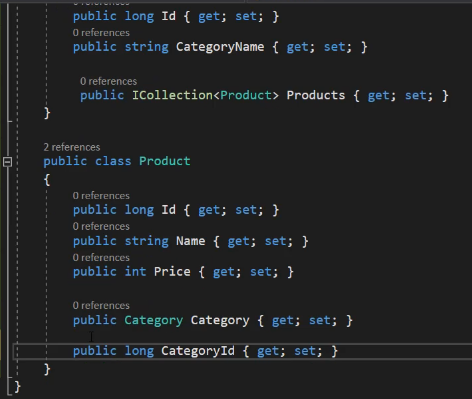 public long Id { get; set; }
0 references
public string CategoryName { get; set; }
0 references
public ICollection<Product> Products { get; set; }
}
2 references
public class Product
{
0 references
public long Id { get; set; }
0 references
public string Name { get; set; }
0 references
public int Price { get; set; }
0 references
public Category Category { get; set; }
public long CategoryId { get; set; }
}
}